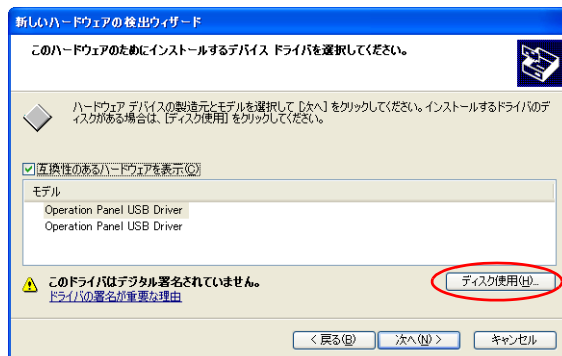 新しいハードウェアの検出ウィザード
このハードウェアのためにインストールするデバイス ドライバを選択してください。
ハードウェア デバイスの製造元とモデルを選択して [次へ] をクリックしてください。インストールするドライバのデ
ィスクがある場合は、[ディスク使用] をクリックしてください。
互換性のあるハードウェアを表示(C)
モデル
Operation Panel USB Driver
Operation Panel USB Driver
このドライバはデジタル署名されていません。
ドライバの署名が重要な理由
ディスク使用(H)...
< 戻る(B)
次へ(N) >
キャンセル